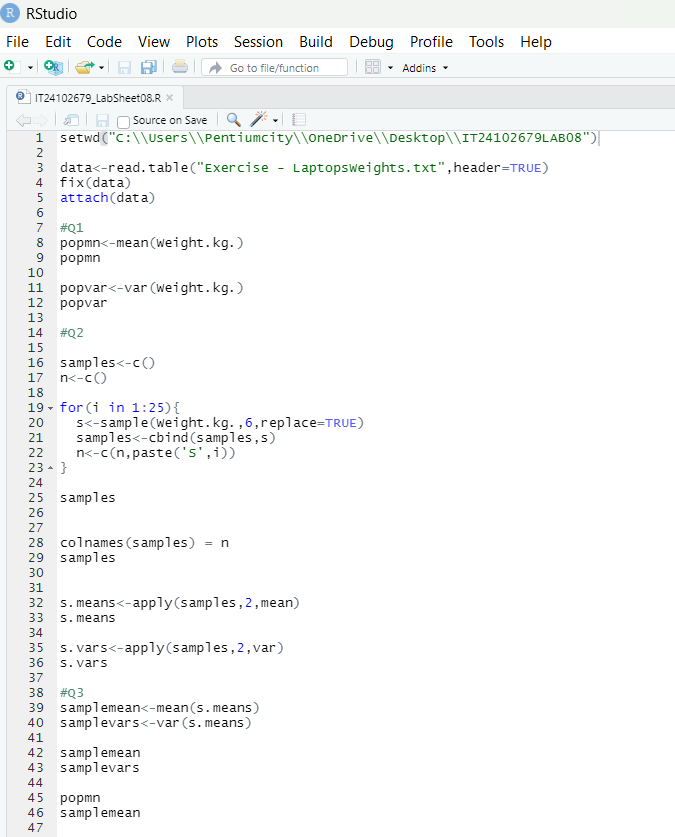 R RStudio
File Edit Code View Plots Session Build Debug Profile Tools Help
Go to file/function Addins
IT24102679_LabSheet08.R
Source on Save
1 setwd("C:\\Users\\Pentiumcity\\OneDrive\\Desktop\\IT24102679LAB08")
2
3 data<-read.table("Exercise - LaptopsWeights.txt",header=TRUE)
4 fix(data)
5 attach(data)
6
7 #Q1
8 popmn<-mean(Weight.kg.)
9 popmn
10
11 popvar<-var(Weight.kg.)
12 popvar
13
14 #Q2
15
16 samples<-c()
17 n<-c()
18
19 for(i in 1:25){
20 s<-sample(Weight.kg.,6,replace=TRUE)
21 samples<-cbind(samples,s)
22 n<-c(n,paste('S',i))
23 }
24
25 samples
26
27
28 colnames(samples) = n
29 samples
30
31
32 s.means<-apply(samples,2,mean)
33 s.means
34
35 s.vars<-apply(samples,2,var)
36 s.vars
37
38 #Q3
39 samplemean<-mean(s.means)
40 samplevars<-var(s.means)
41
42 samplemean
43 samplevars
44
45 popmn
46 samplemean
47